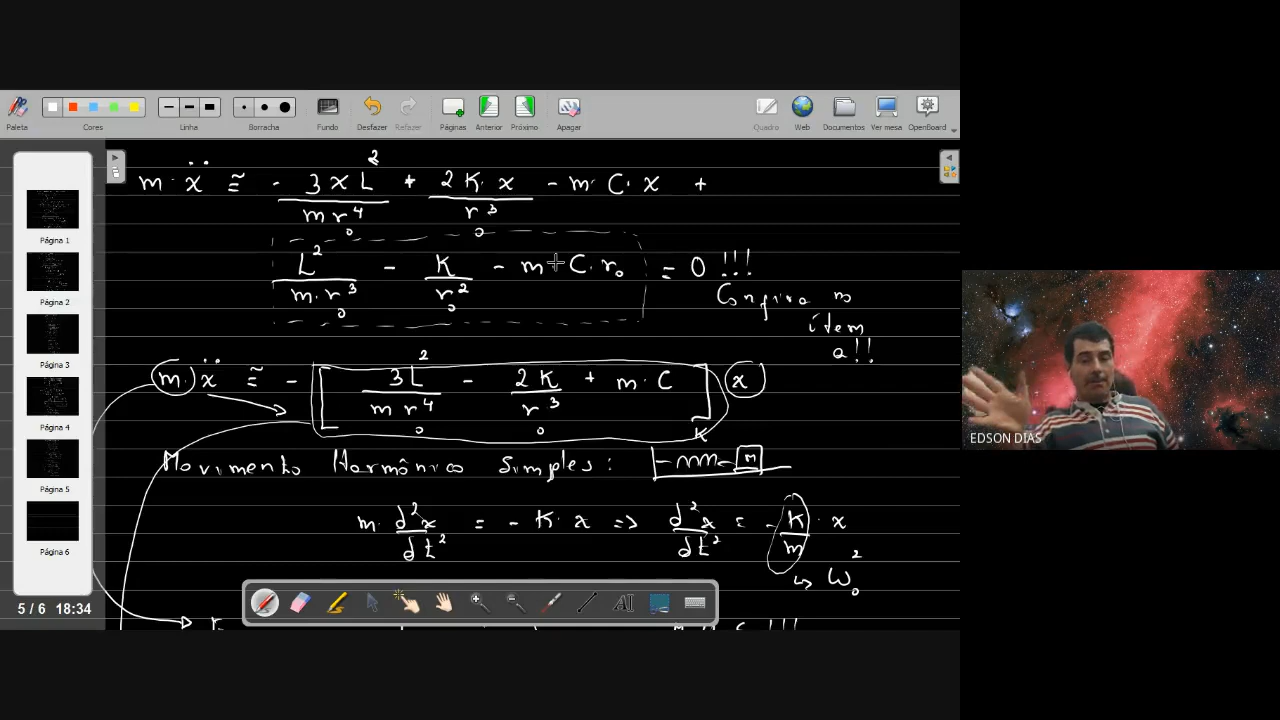 Paleta Cores Linha Borracha Fundo Desfazer Refazer Páginas Anterior Próximo Apagar Quadro Web Documentos Ver mesa OpenBoard
Página 1
Página 2
Página 3
Página 4
Página 5
Página 6
5 / 6 18:34
m·ẍ ≅ - 3xL²/(m r₀⁴) + 2K·x/r₀³ - m·C·x +
L²/(m·r₀³) - K/r₀² - m·C·r₀ = 0 !!!
Confira no
item
a!!
m·ẍ ≅ - [ 3L²/(m r₀⁴) - 2K/r₀³ + m·C ] x
Movimento Harmônico Simples: K m
m·d²x/dt² = - K·x => d²x/dt² = - K/m · x
↳ ω₀²
EDSON DIAS